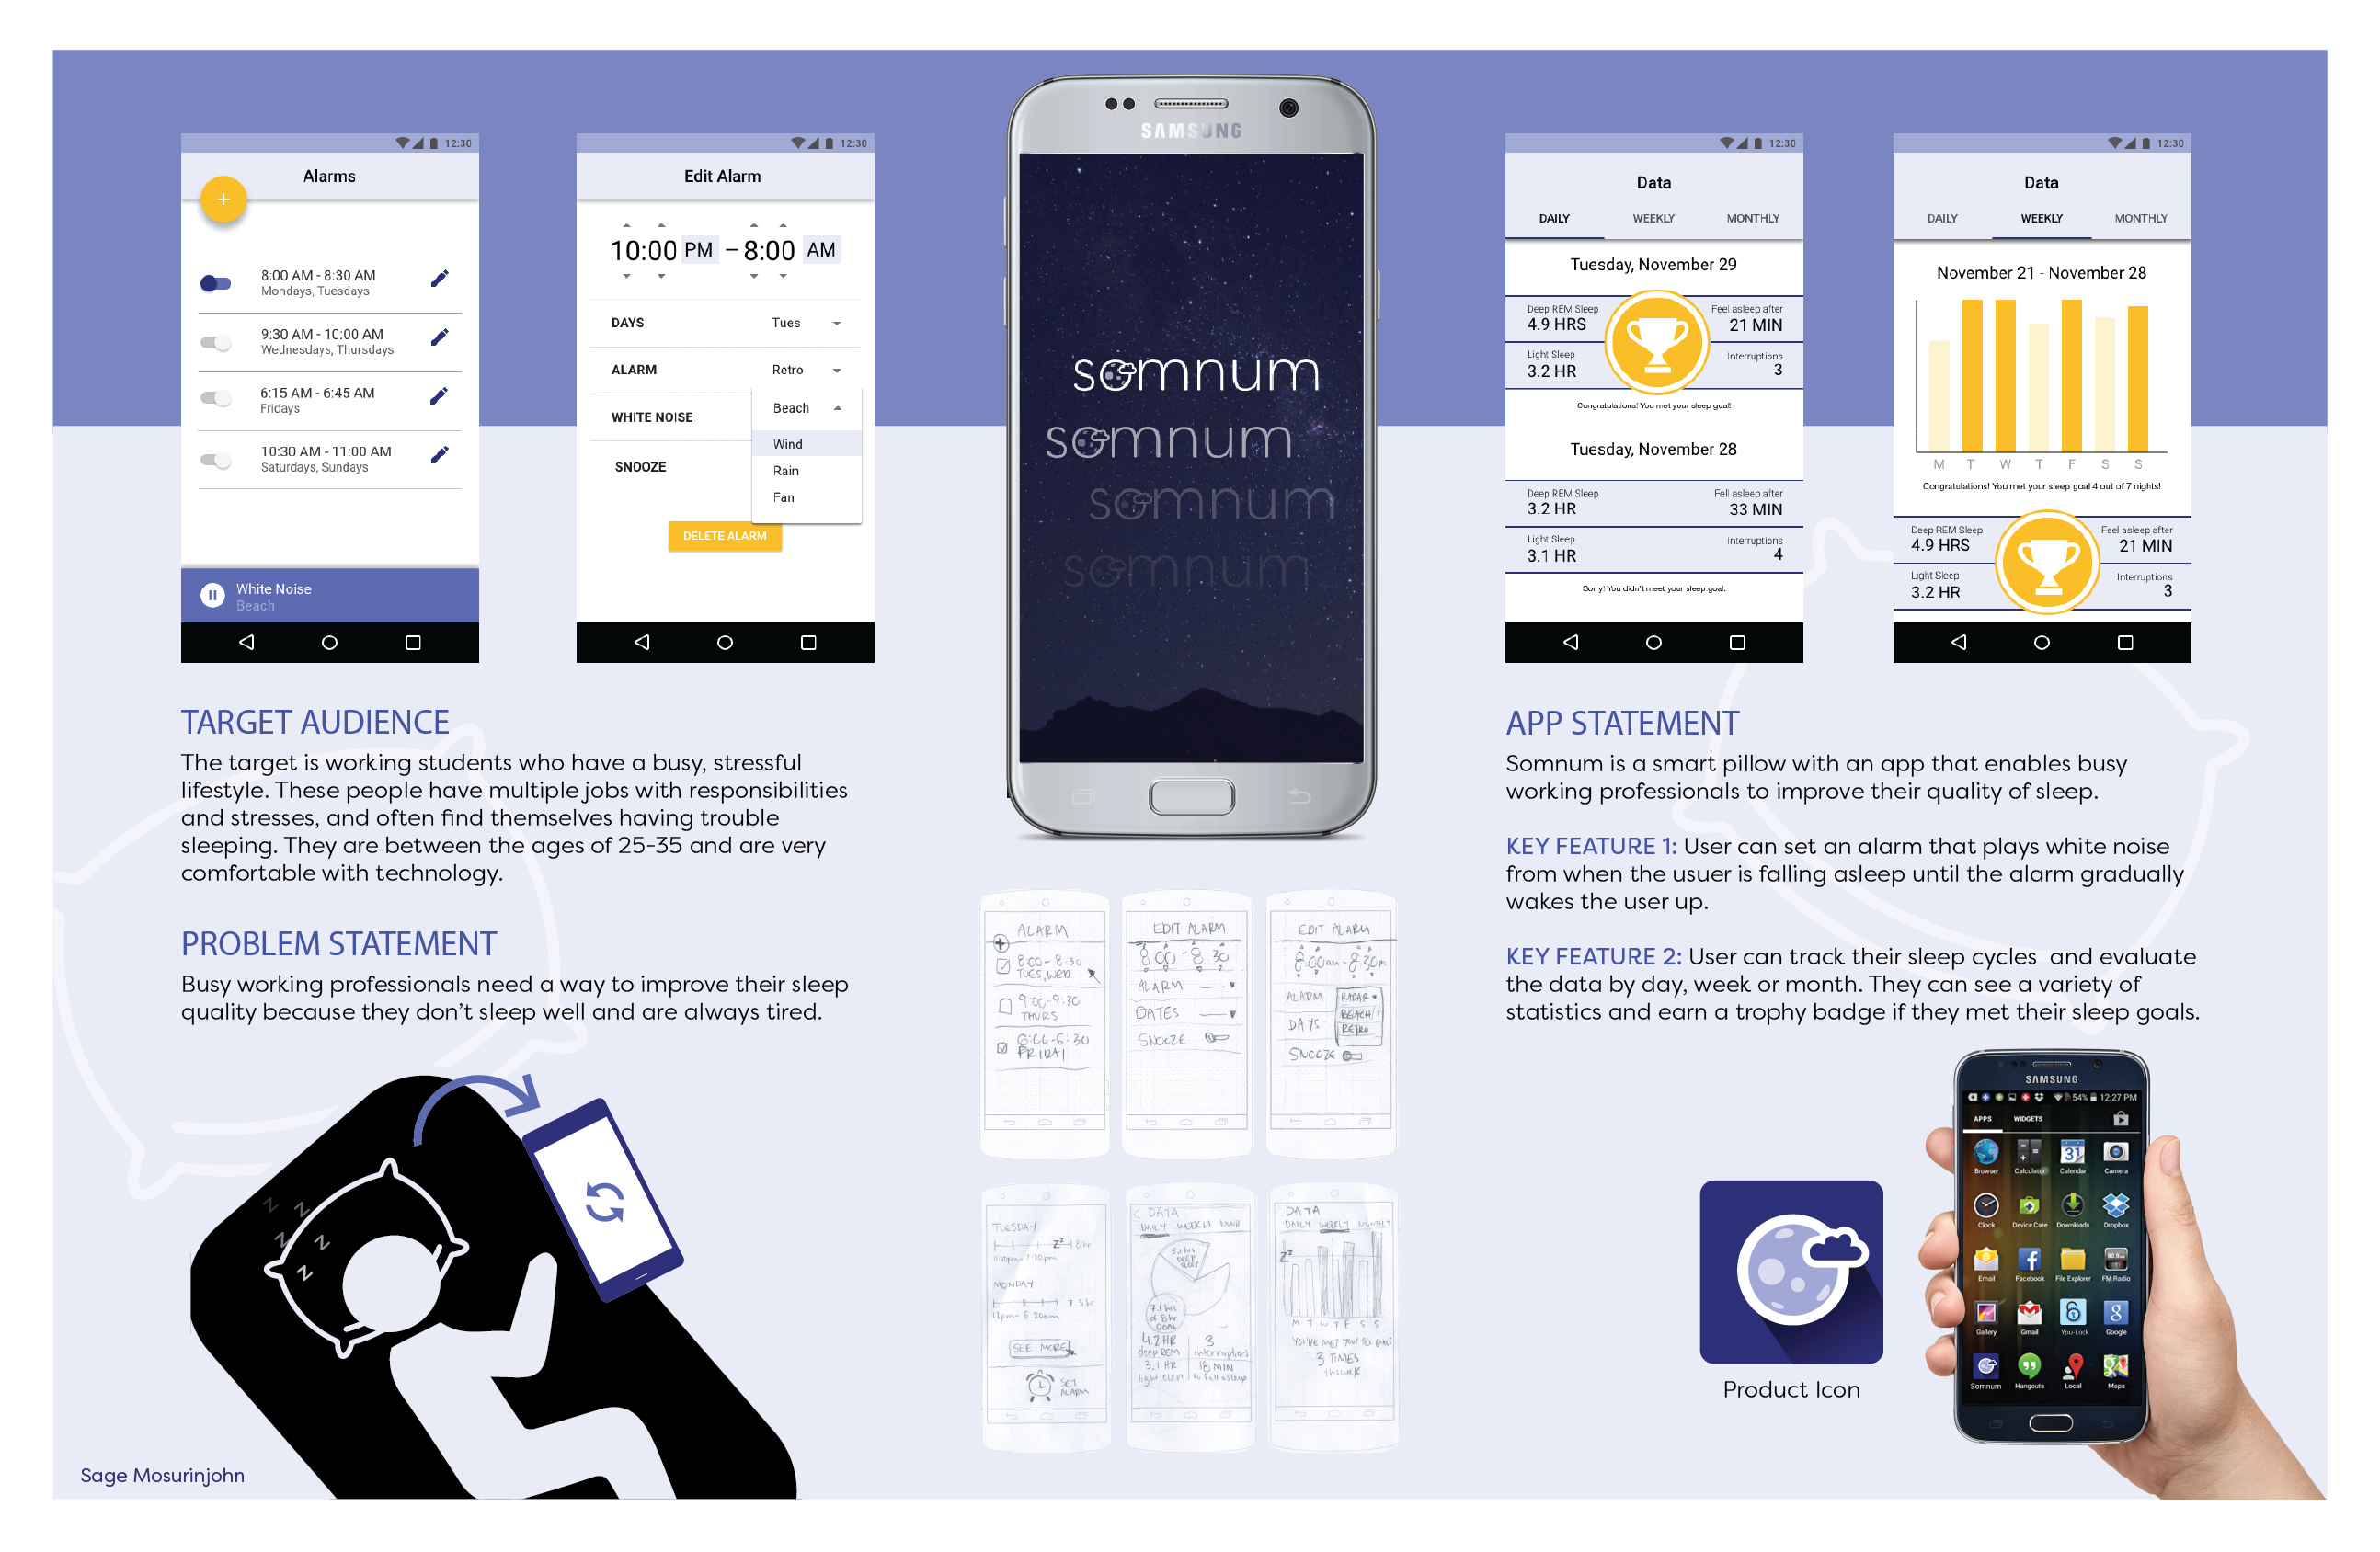 12:30
Alarms
+
8:00 AM - 8:30 AM
Mondays, Tuesdays
9:30 AM - 10:00 AM
Wednesdays, Thursdays
6:15 AM - 6:45 AM
Fridays
10:30 AM - 11:00 AM
Saturdays, Sundays
White Noise
Beach
12:30
Edit Alarm
10:00 PM – 8:00 AM
DAYS Tues
ALARM Retro
WHITE NOISE Beach
Wind
SNOOZE Rain
Fan
DELETE ALARM
SAMSUNG
somnum
somnum
somnum
somnum
12:30
Data
DAILY WEEKLY MONTHLY
Tuesday, November 29
Deep REM Sleep Feel asleep after
4.9 HRS 21 MIN
Light Sleep Interruptions
3.2 HR 3
Congratulations! You met your sleep goal!
Tuesday, November 28
Deep REM Sleep Fell asleep after
3.2 HR 33 MIN
Light Sleep Interruptions
3.1 HR 4
Sorry! You didn't meet your sleep goal.
12:30
Data
DAILY WEEKLY MONTHLY
November 21 - November 28
M T W T F S S
Congratulations! You met your sleep goal 4 out of 7 nights!
Deep REM Sleep Feel asleep after
4.9 HRS 21 MIN
Light Sleep Interruptions
3.2 HR 3
TARGET AUDIENCE
The target is working students who have a busy, stressful
lifestyle. These people have multiple jobs with responsibilities
and stresses, and often find themselves having trouble
sleeping. They are between the ages of 25-35 and are very
comfortable with technology.
PROBLEM STATEMENT
Busy working professionals need a way to improve their sleep
quality because they don't sleep well and are always tired.
z z z z z
Sage Mosurinjohn
ALARM
8:00-8:30
TUES, WED
9:00-9:30
THURS
6:00-6:30
FRIDAY
EDIT ALARM
8:00-8:30
ALARM
DATES
SNOOZE
EDIT ALARM
8:00am-8:30m
ALARM RADAR
BEACH
DAYS RETRO
SNOOZE
TUESDAY
zz 8hr
MONDAY
7.3 hr
11pm-6:20am
SEE MORE
SET
ALARM
< DATA
DAILY WEEKLY
5.1 hrs
DEEP
SLEEP
7.1 hrs
of 8hr
GOAL
4.2 HR 3
deep REM interruptions
3.1 HR 18 MIN
light sleep to fall asleep
DATA
DAILY WEEKLY MONTHLY
zz
M T W T F S S
YOU'VE MET YOUR GOALS
3 TIMES
this week
APP STATEMENT
Somnum is a smart pillow with an app that enables busy
working professionals to improve their quality of sleep.
KEY FEATURE 1: User can set an alarm that plays white noise
from when the usuer is falling asleep until the alarm gradually
wakes the user up.
KEY FEATURE 2: User can track their sleep cycles and evaluate
the data by day, week or month. They can see a variety of
statistics and earn a trophy badge if they met their sleep goals.
Product Icon
SAMSUNG
54% 12:27 PM
APPS WIDGETS
31
Browser Calculator Calendar Camera
Clock Device Care Downloads Dropbox
Email Facebook File Explorer FM Radio
Gallery Gmail You-Lock Google
Somnum Hangouts Local Maps